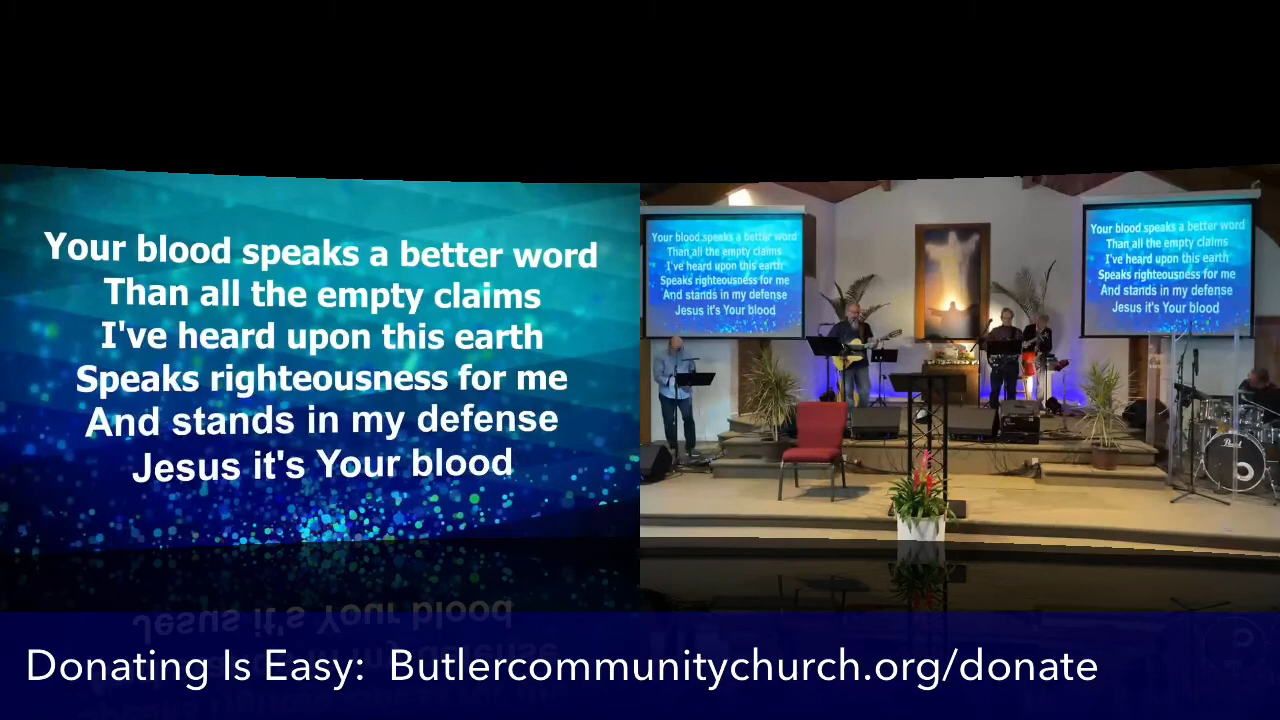 Your blood speaks a better word
Than all the empty claims
I've heard upon this earth
Speaks righteousness for me
And stands in my defense
Jesus it's Your blood
Your blood speaks a better word
Than all the empty claims
I've heard upon this earth
Speaks righteousness for me
And stands in my defense
Jesus it's Your blood
Your blood speaks a better word
Than all the empty claims
I've heard upon this earth
Speaks righteousness for me
And stands in my defense
Jesus it's Your blood
Pearl
Donating Is Easy:  Butlercommunitychurch.org/donate